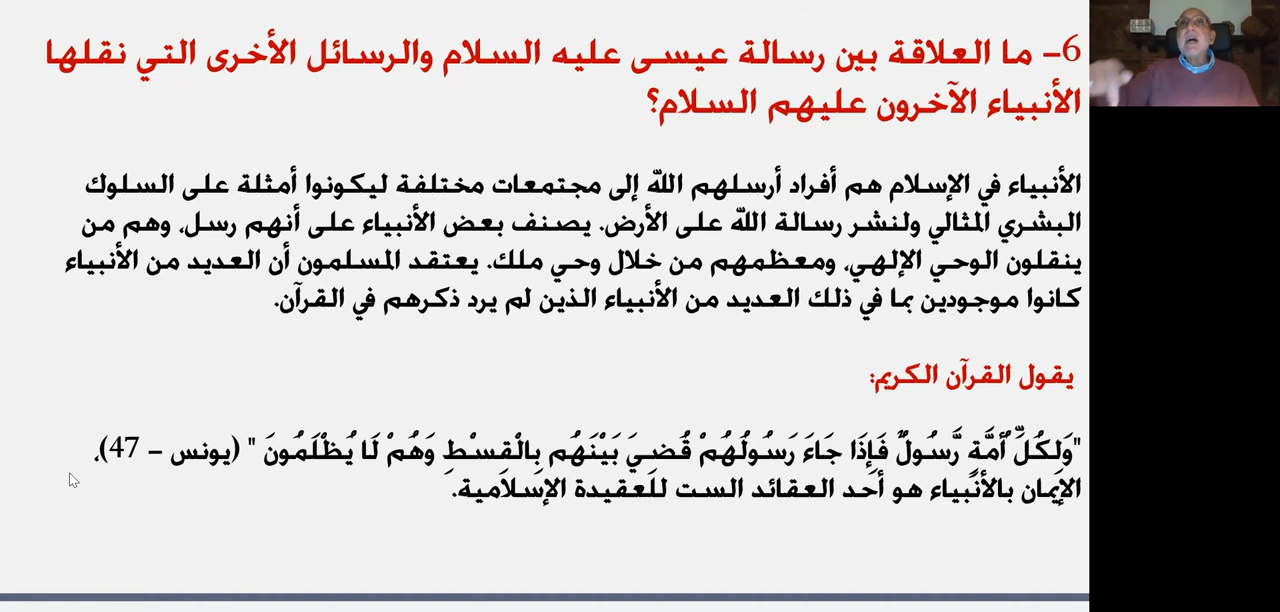 6- ما العلاقة بين رسالة عيسى عليه السلام والرسائل الأخرى التي نقلها
الأنبياء الآخرون عليهم السلام؟
الأنبياء في الإسلام هم أفراد أرسلهم الله إلى مجتمعات مختلفة ليكونوا أمثلة على السلوك
البشري المثالي ولنشر رسالة الله على الأرض. يصنف بعض الأنبياء على أنهم رسل، وهم من
ينقلون الوحي الإلهي، ومعظمهم من خلال وحي ملك. يعتقد المسلمون أن العديد من الأنبياء
كانوا موجودين بما في ذلك العديد من الأنبياء الذين لم يرد ذكرهم في القرآن.
يقول القرآن الكريم:
"وَلِكُلِّ أُمَّةٍ رَّسُولٌ فَإِذَا جَاءَ رَسُولُهُمْ قُضِيَ بَيْنَهُم بِالْقِسْطِ وَهُمْ لَا يُظْلَمُونَ " (يونس – 47)،
الإيمان بالأنبياء هو أحد العقائد الست للعقيدة الإسلامية.